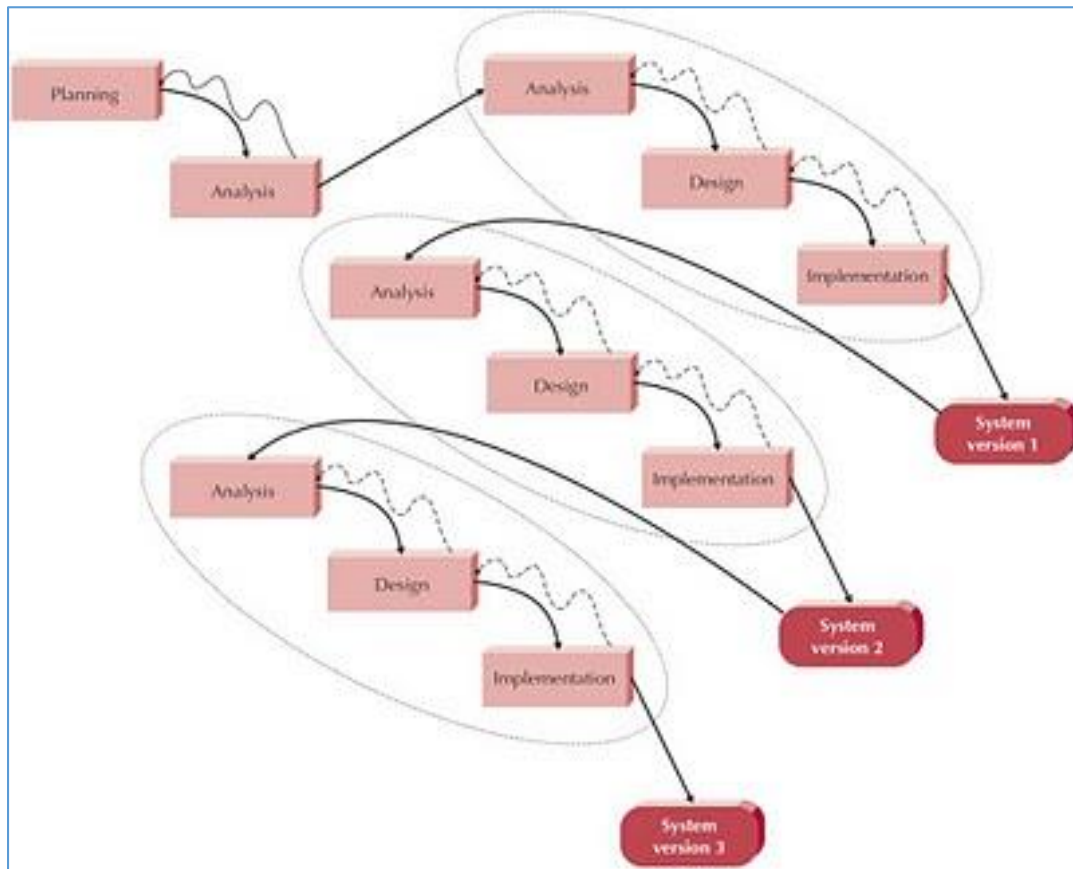 Planning
Analysis
Analysis
Design
Implementation
System
version 1
Analysis
Design
Implementation
System
version 2
Analysis
Design
Implementation
System
version 3